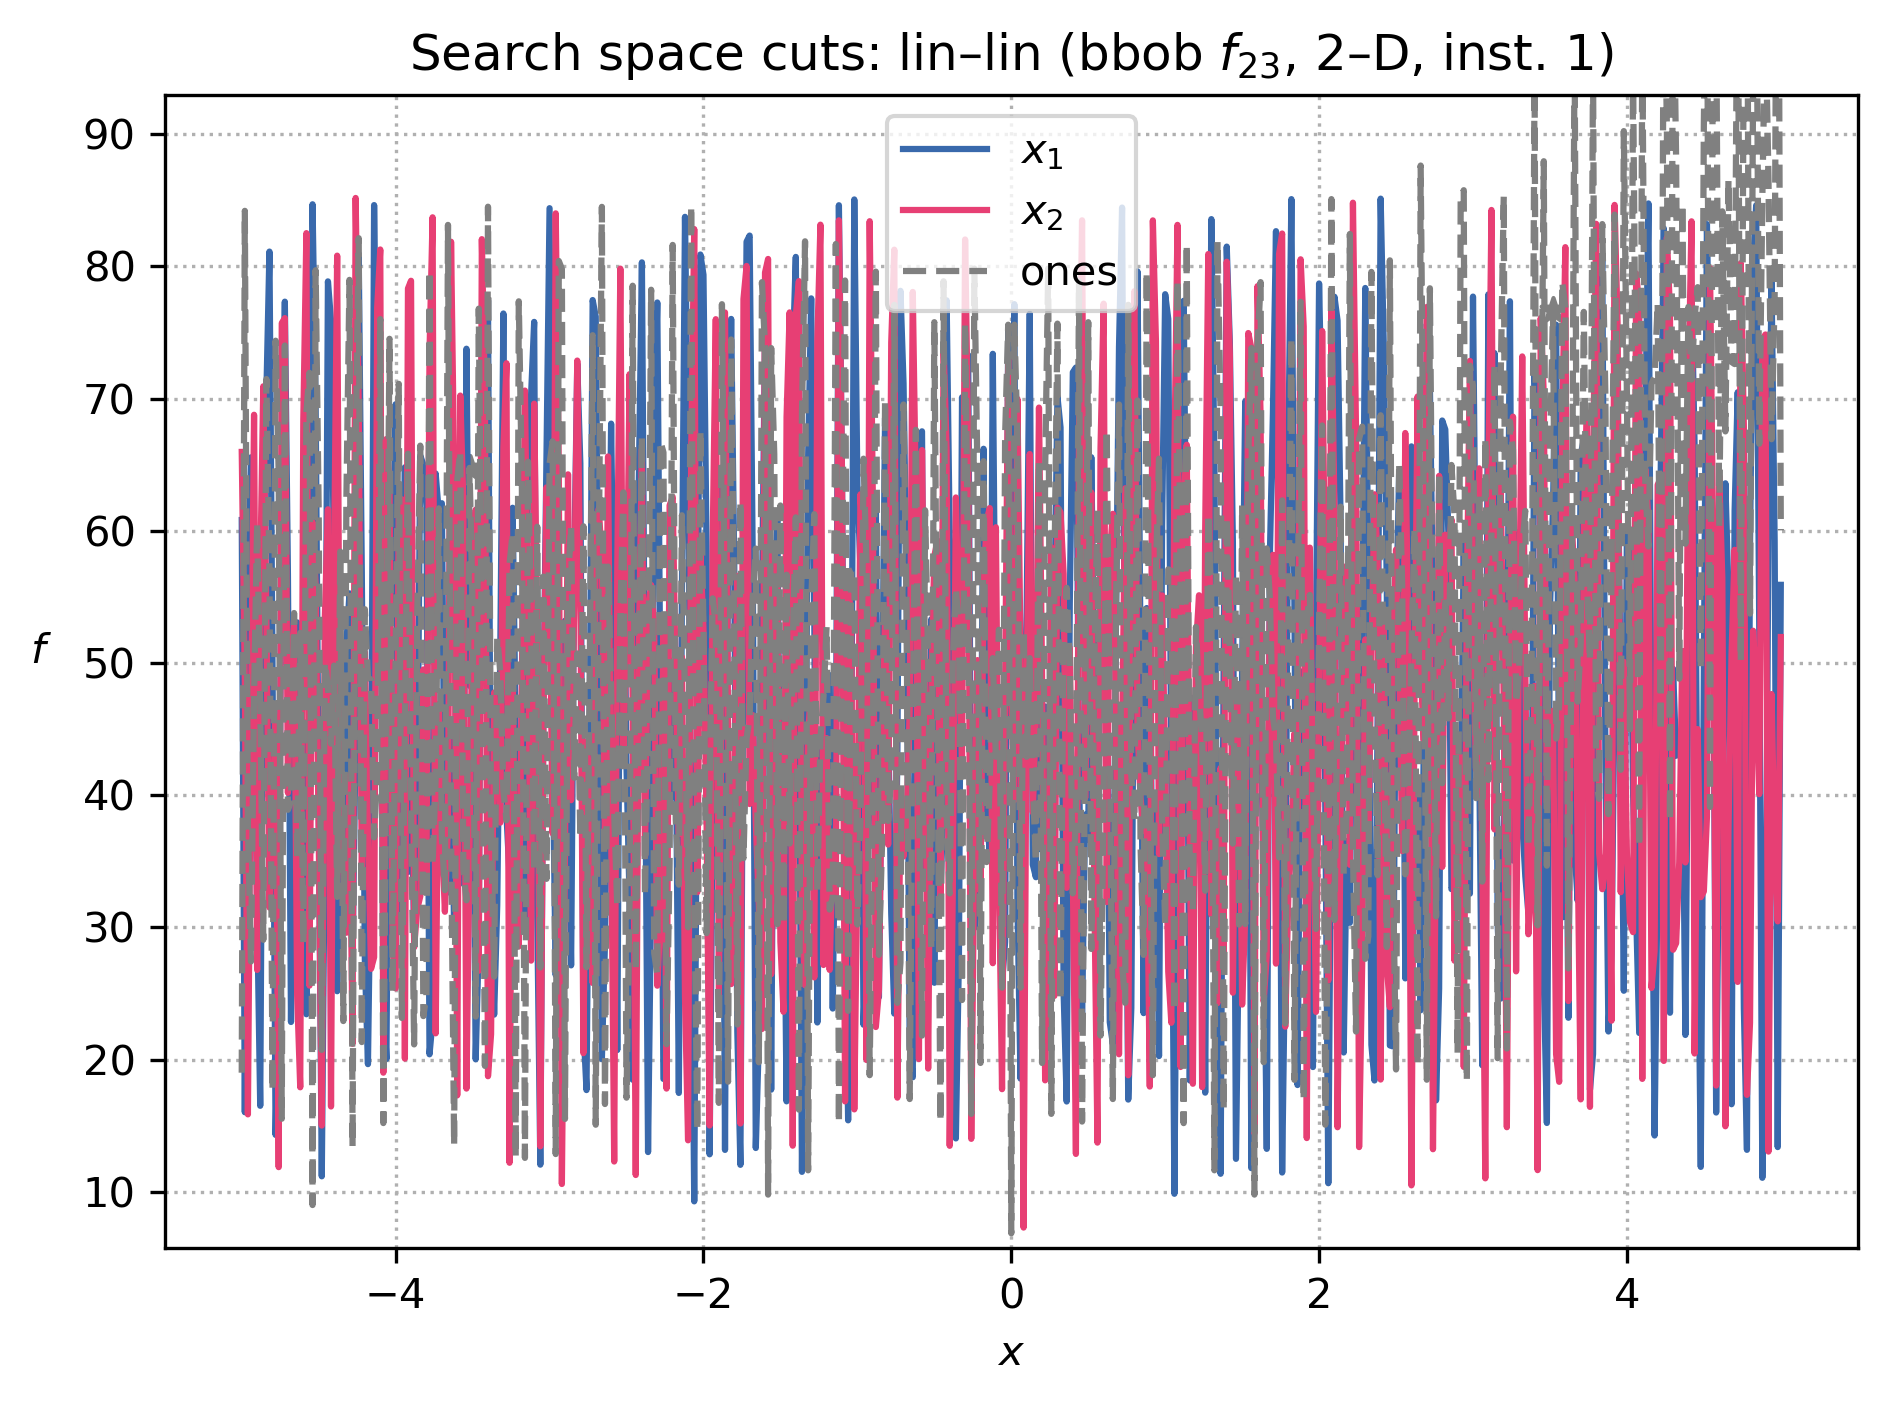 Search space cuts: lin–lin (bbob f₂₃, 2–D, inst. 1)
x₁
x₂
ones
90
80
70
60
50
40
30
20
10
f
−4
−2
0
2
4
x